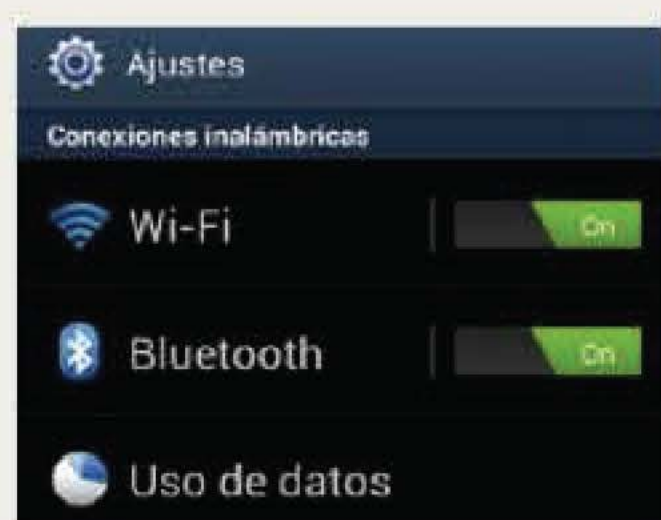 Ajustes
Conexiones inalámbricas
Wi-Fi
On
Bluetooth
On
Uso de datos